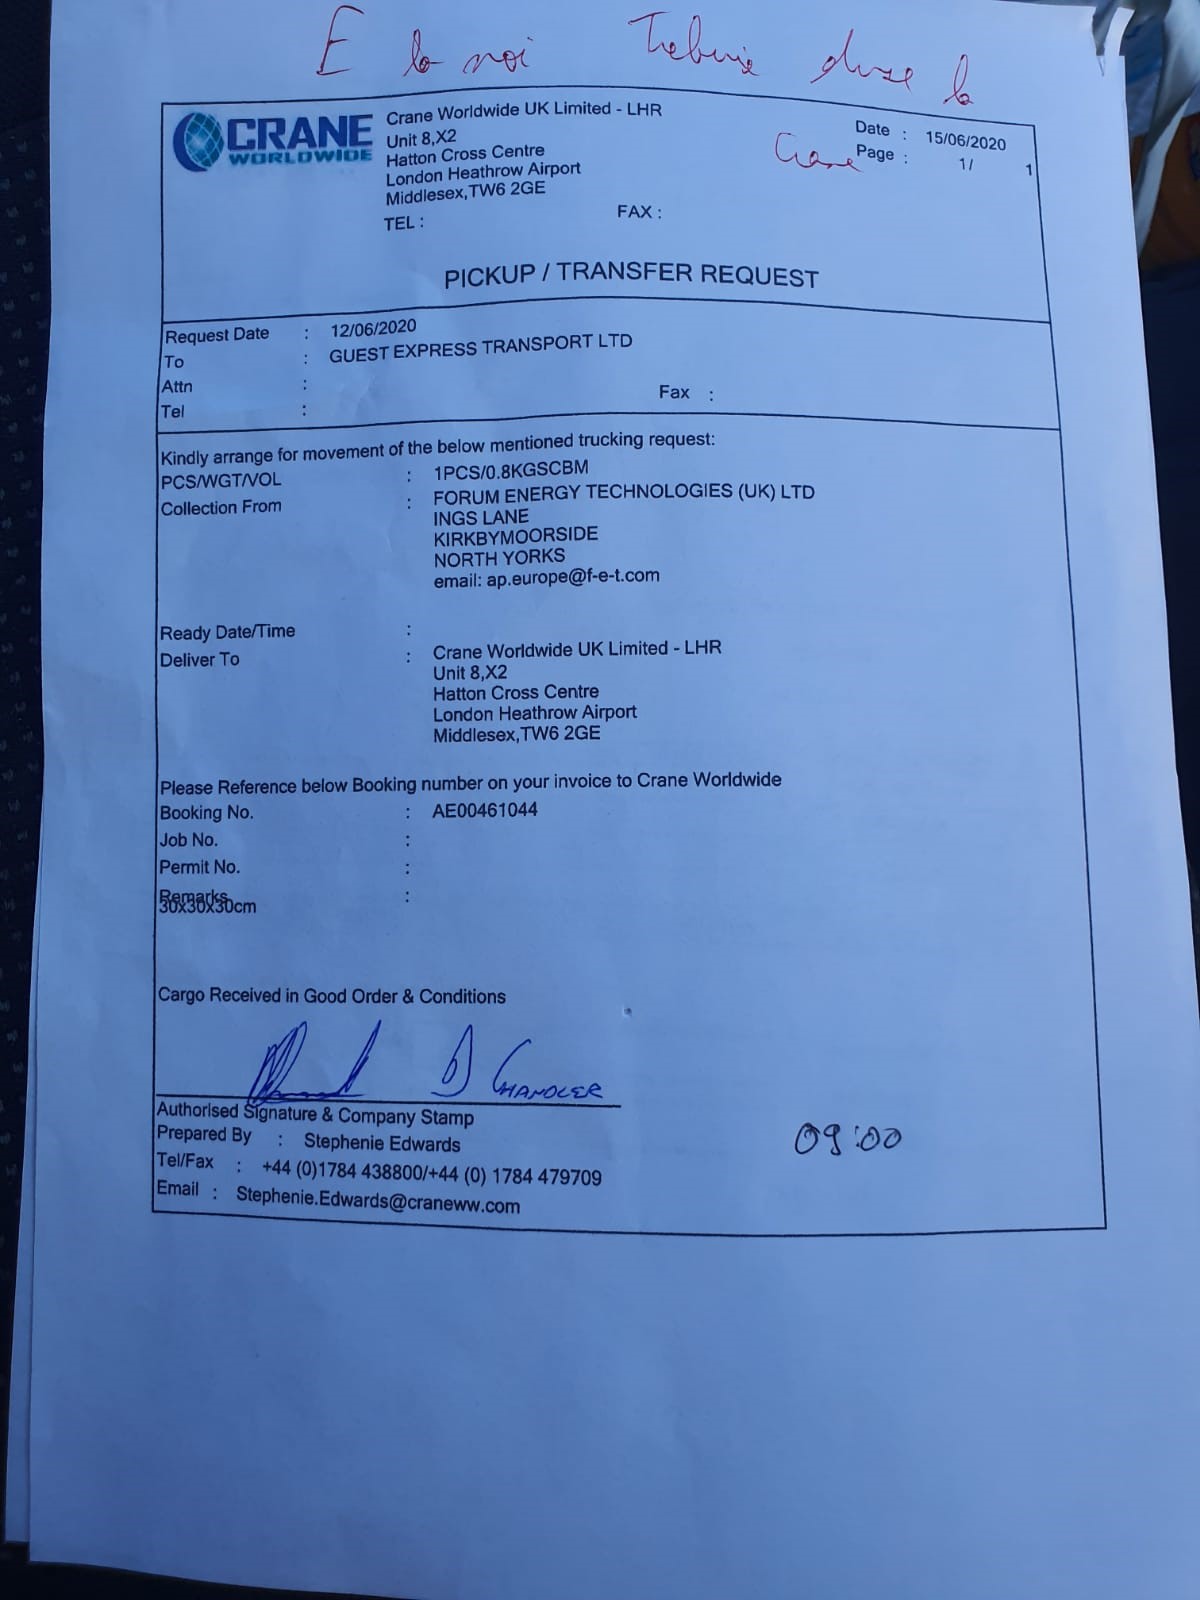 E la noi Trebuie duse la
Crane
CRANE
WORLDWIDE
Crane Worldwide UK Limited - LHR
Unit 8,X2
Hatton Cross Centre
London Heathrow Airport
Middlesex,TW6 2GE
TEL :
FAX :
Date : 15/06/2020
Page : 1/ 1
PICKUP / TRANSFER REQUEST
Request Date : 12/06/2020
To : GUEST EXPRESS TRANSPORT LTD
Attn :
Tel :
Fax :
Kindly arrange for movement of the below mentioned trucking request:
PCS/WGT/VOL : 1PCS/0.8KGSCBM
Collection From : FORUM ENERGY TECHNOLOGIES (UK) LTD
INGS LANE
KIRKBYMOORSIDE
NORTH YORKS
email: ap.europe@f-e-t.com
Ready Date/Time :
Deliver To : Crane Worldwide UK Limited - LHR
Unit 8,X2
Hatton Cross Centre
London Heathrow Airport
Middlesex,TW6 2GE
Please Reference below Booking number on your invoice to Crane Worldwide
Booking No. : AE00461044
Job No. :
Permit No. :
Remarks :
30x30x30cm
Cargo Received in Good Order & Conditions
CHANDLER
Authorised Signature & Company Stamp
Prepared By : Stephenie Edwards
09:00
Tel/Fax : +44 (0)1784 438800/+44 (0) 1784 479709
Email : Stephenie.Edwards@craneww.com